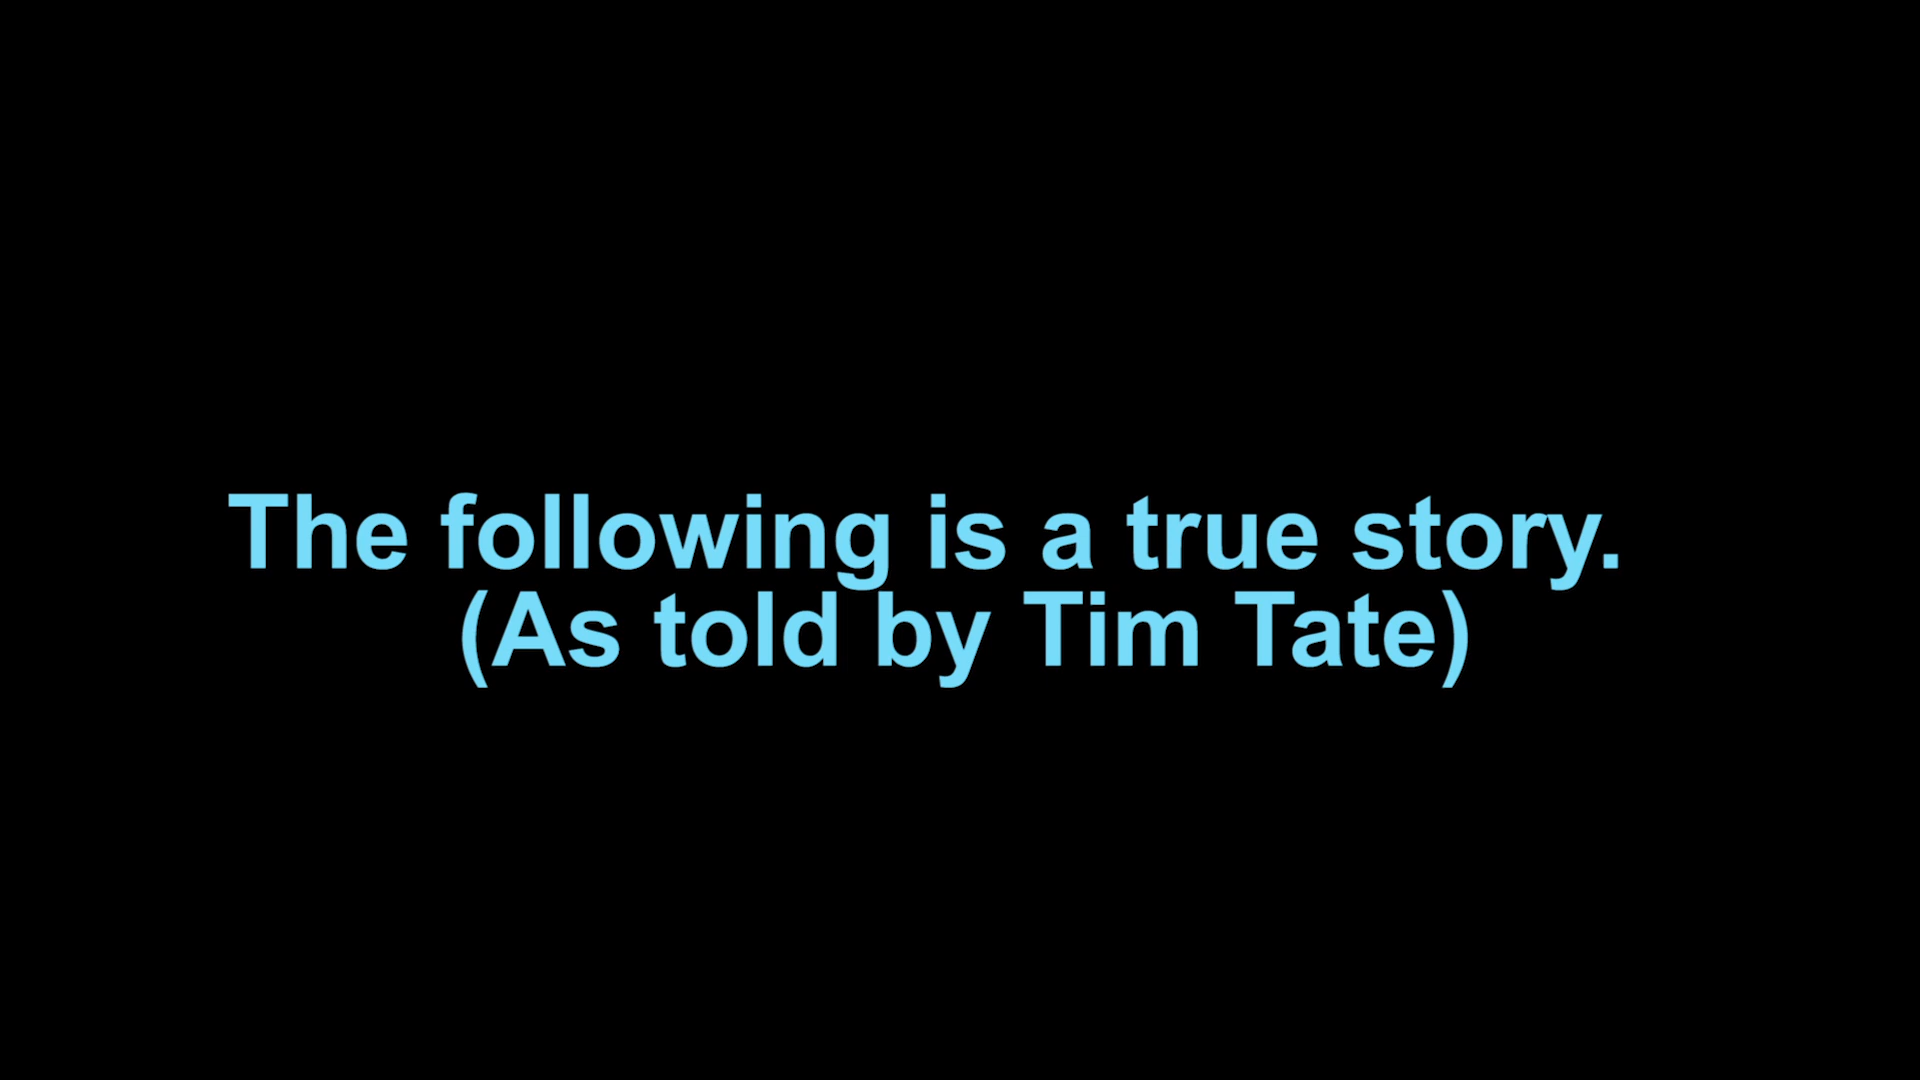 The following is a true story.
(As told by Tim Tate)